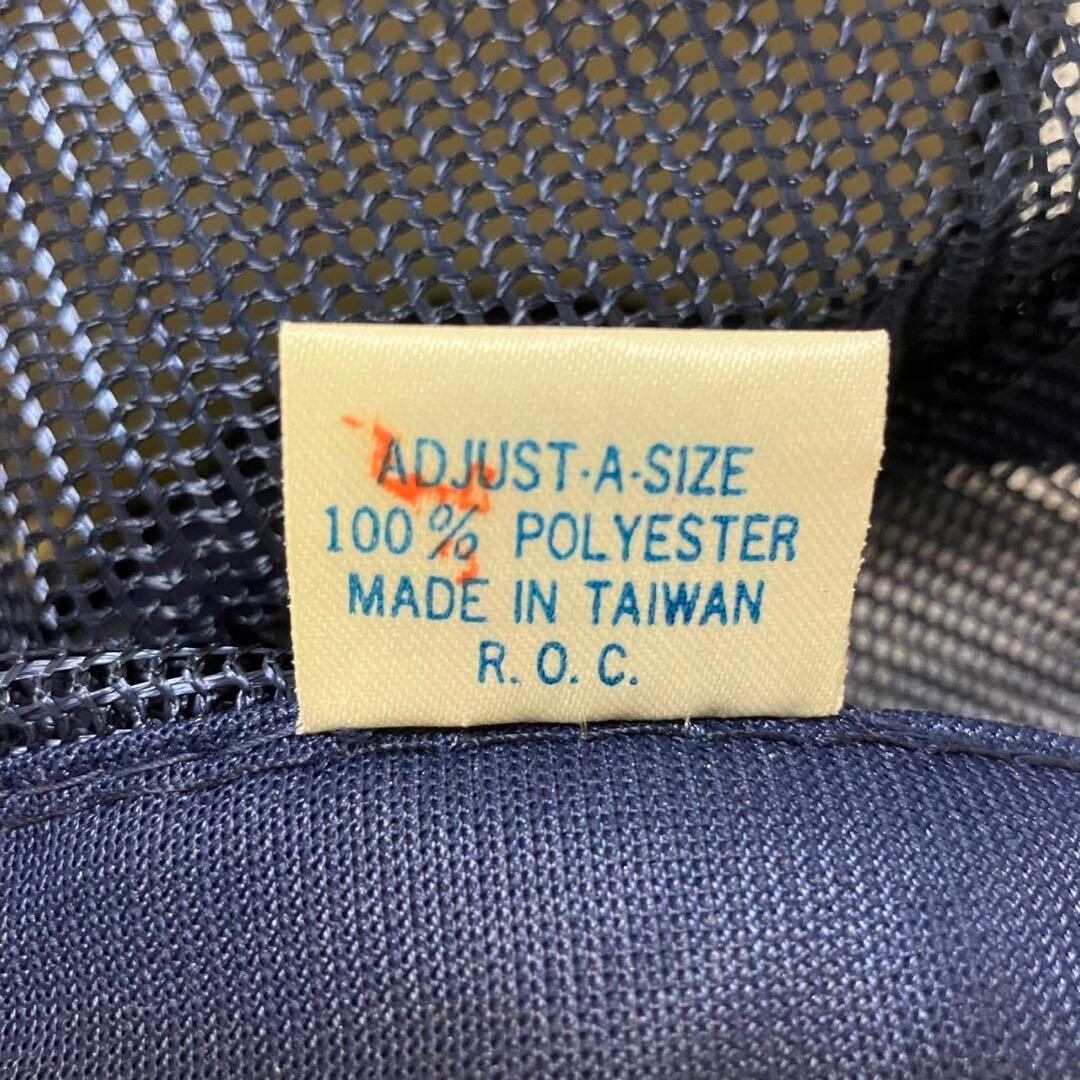 ADJUST-A-SIZE
100% POLYESTER
MADE IN TAIWAN
R. O. C.